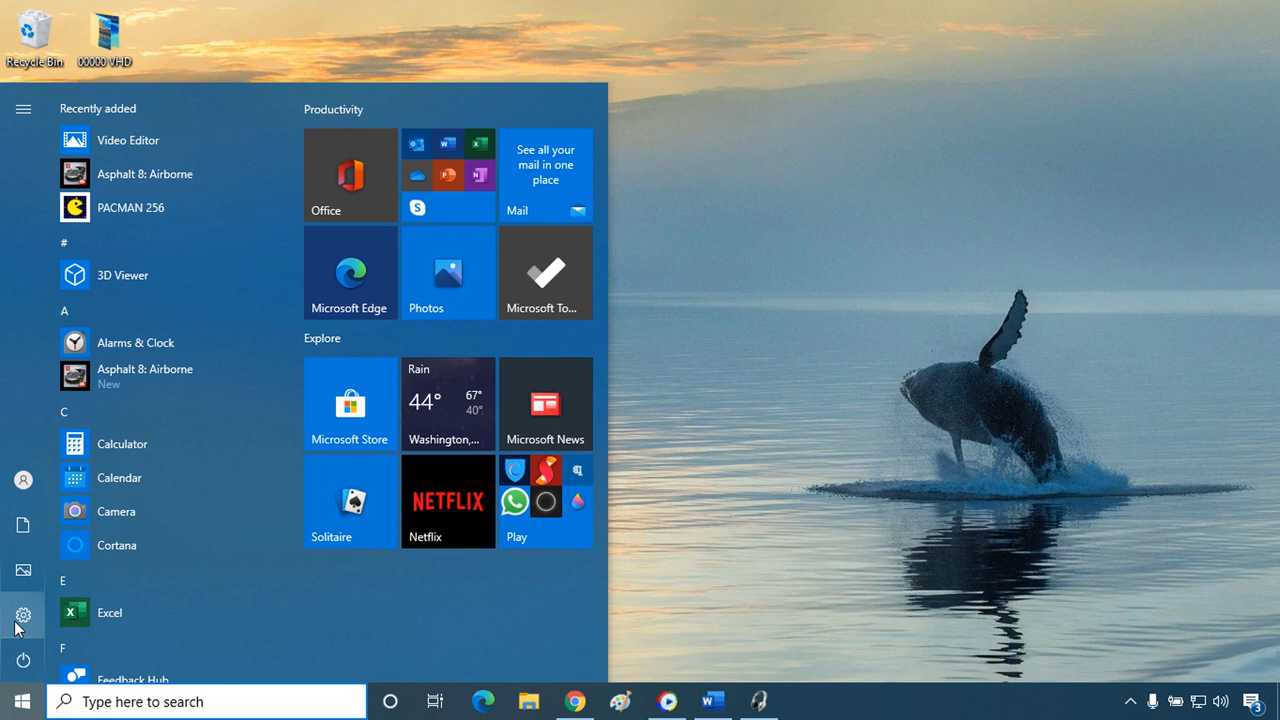 Recycle Bin
00000 VHD
Recently added
Video Editor
Asphalt 8: Airborne
PACMAN 256
#
3D Viewer
A
Alarms & Clock
Asphalt 8: Airborne
New
C
Calculator
Calendar
Camera
Cortana
E
Excel
F
Feedback Hub
Productivity
Office
See all your
mail in one
place
Mail
Microsoft Edge
Photos
Microsoft To...
Explore
Microsoft Store
Rain
44°
67°
40°
Washington,...
Microsoft News
Solitaire
NETFLIX
Netflix
Play
Type here to search
3